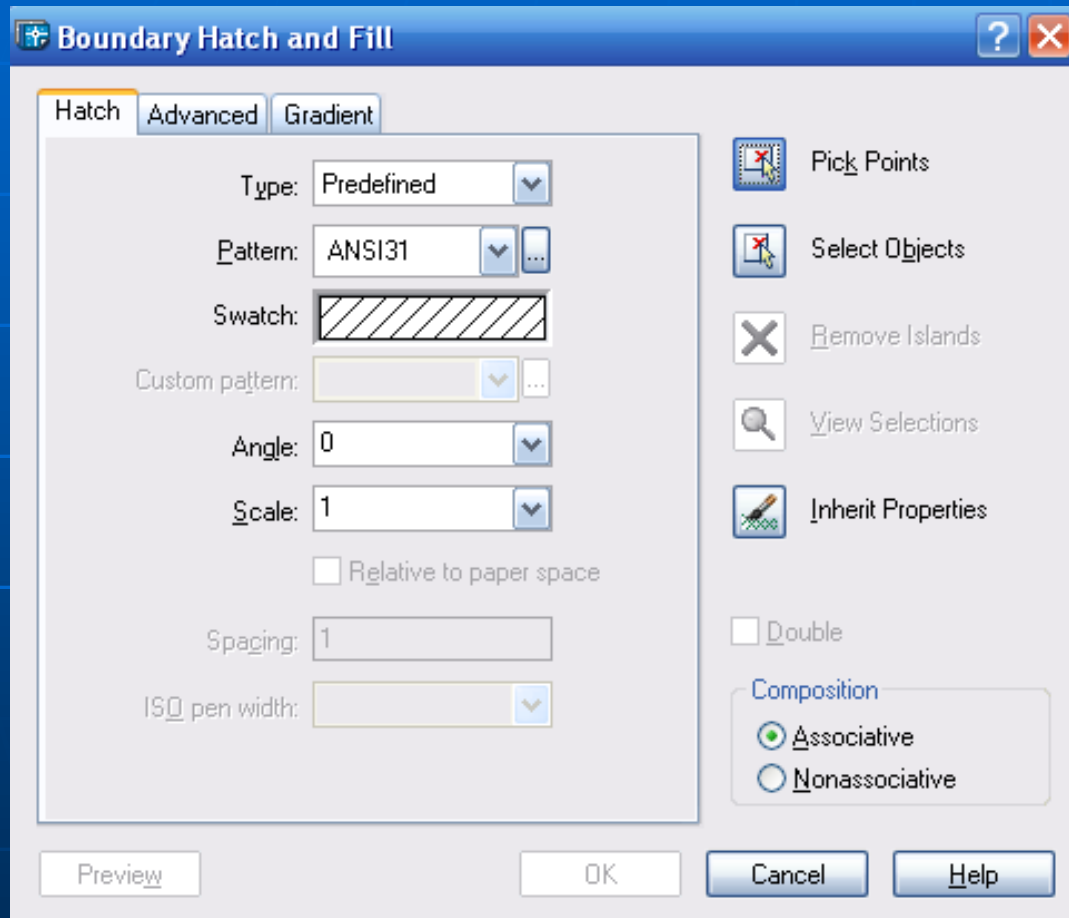 Boundary Hatch and Fill
Hatch Advanced Gradient
Type: Predefined
Pattern: ANSI31 ...
Swatch:
Custom pattern: ...
Angle: 0
Scale: 1
Relative to paper space
Spacing: 1
ISO pen width:
Pick Points
Select Objects
Remove Islands
View Selections
Inherit Properties
Double
Composition
Associative
Nonassociative
Preview OK Cancel Help